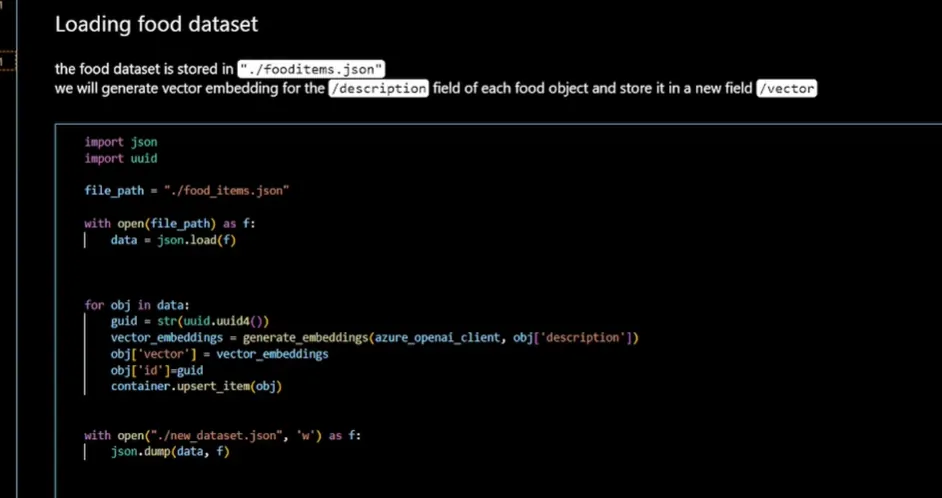 Loading food dataset
the food dataset is stored in "./fooditems.json"
we will generate vector embedding for the /description field of each food object and store it in a new field /vector
import json
import uuid
file_path = "./food_items.json"
with open(file_path) as f:
    data = json.load(f)
for obj in data:
    guid = str(uuid.uuid4())
    vector_embeddings = generate_embeddings(azure_openai_client, obj['description'])
    obj['vector'] = vector_embeddings
    obj['id']=guid
    container.upsert_item(obj)
with open("./new_dataset.json", 'w') as f:
    json.dump(data, f)